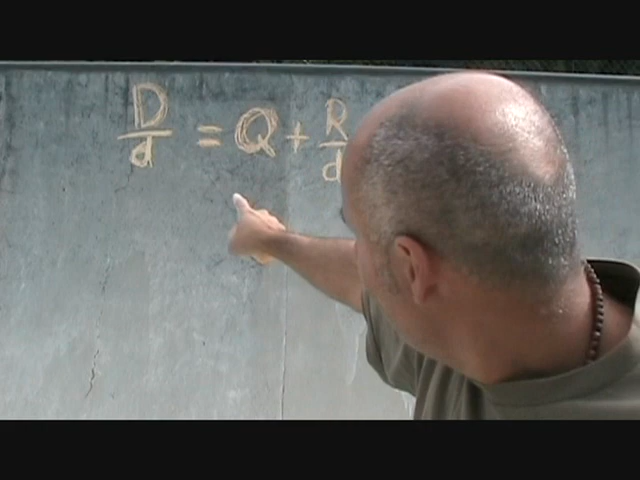 D/d = Q + R/d